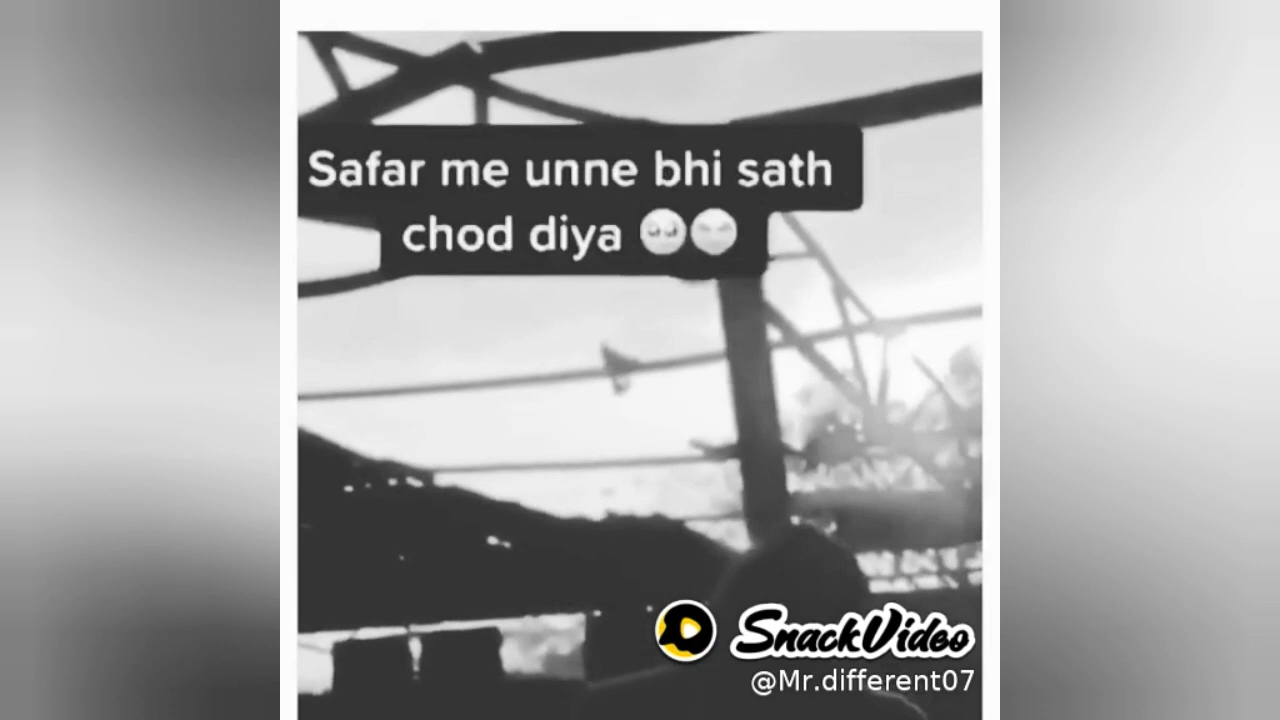 Safar me unne bhi sath
chod diya 🥺😔
SnackVideo
@Mr.different07